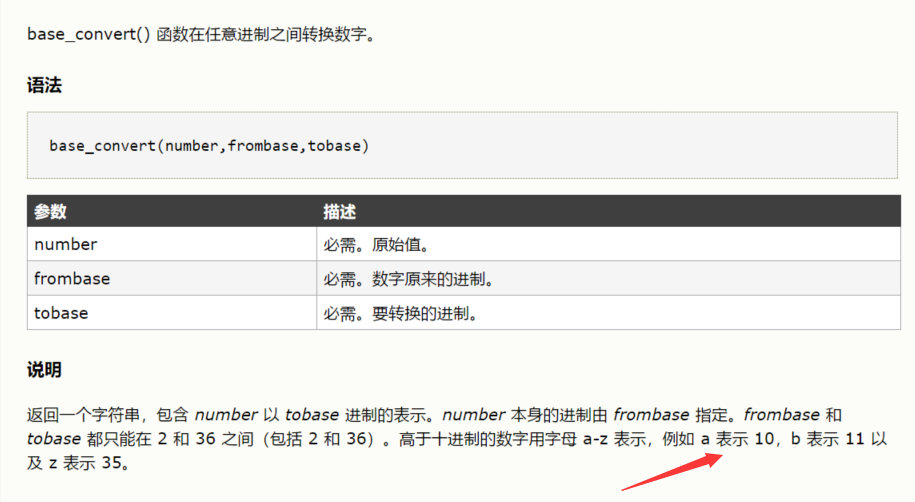 base_convert() 函数在任意进制之间转换数字。
语法
base_convert(number,frombase,tobase)
参数 描述
number 必需。原始值。
frombase 必需。数字原来的进制。
tobase 必需。要转换的进制。
说明
返回一个字符串，包含 number 以 tobase 进制的表示。number 本身的进制由 frombase 指定。frombase 和
tobase 都只能在 2 和 36 之间（包括 2 和 36）。高于十进制的数字用字母 a-z 表示，例如 a 表示 10，b 表示 11 以
及 z 表示 35。